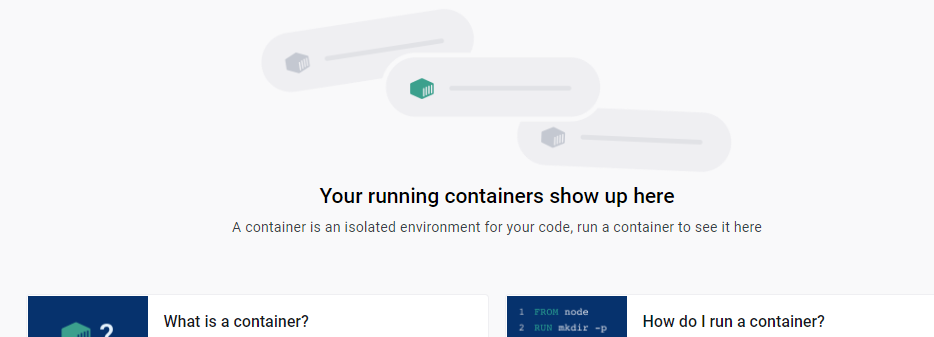 Your running containers show up here
A container is an isolated environment for your code, run a container to see it here
?
What is a container?
1 FROM node
2 RUN mkdir -p
How do I run a container?